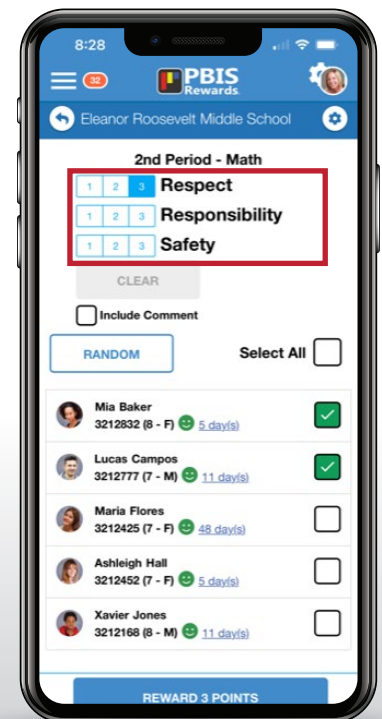 8:28
32
PBIS
Rewards
Eleanor Roosevelt Middle School
2nd Period - Math
1 2 3 Respect
1 2 3 Responsibility
1 2 3 Safety
CLEAR
Include Comment
RANDOM
Select All
Mia Baker
3212832 (8 - F) 5 day(s)
Lucas Campos
3212777 (7 - M) 11 day(s)
Maria Flores
3212425 (7 - F) 48 day(s)
Ashleigh Hall
3212452 (7 - F) 5 day(s)
Xavier Jones
3212168 (8 - M) 11 day(s)
REWARD 3 POINTS